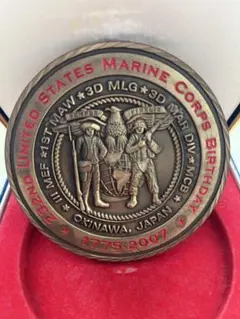 232ND UNITED STATES MARINE CORPS BIRTHDAY
1775-2007
III MEF ★ 1ST MAW ★ 3D MLG ★ 3D MAR DIV ★ MCB ★
OKINAWA, JAPAN